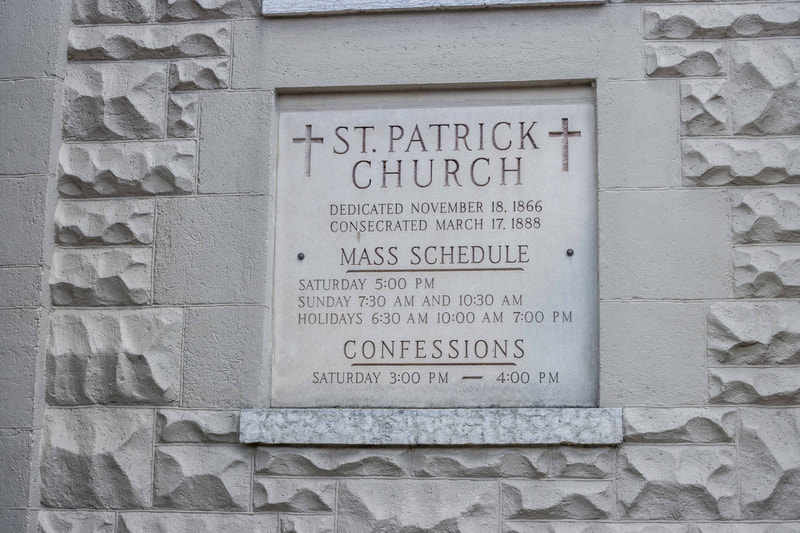 ST. PATRICK
CHURCH
DEDICATED NOVEMBER 18, 1866
CONSECRATED MARCH 17, 1888
MASS SCHEDULE
SATURDAY 5:00 PM
SUNDAY 7:30 AM AND 10:30 AM
HOLIDAYS 6:30 AM 10:00 AM 7:00 PM
CONFESSIONS
SATURDAY 3:00 PM — 4:00 PM